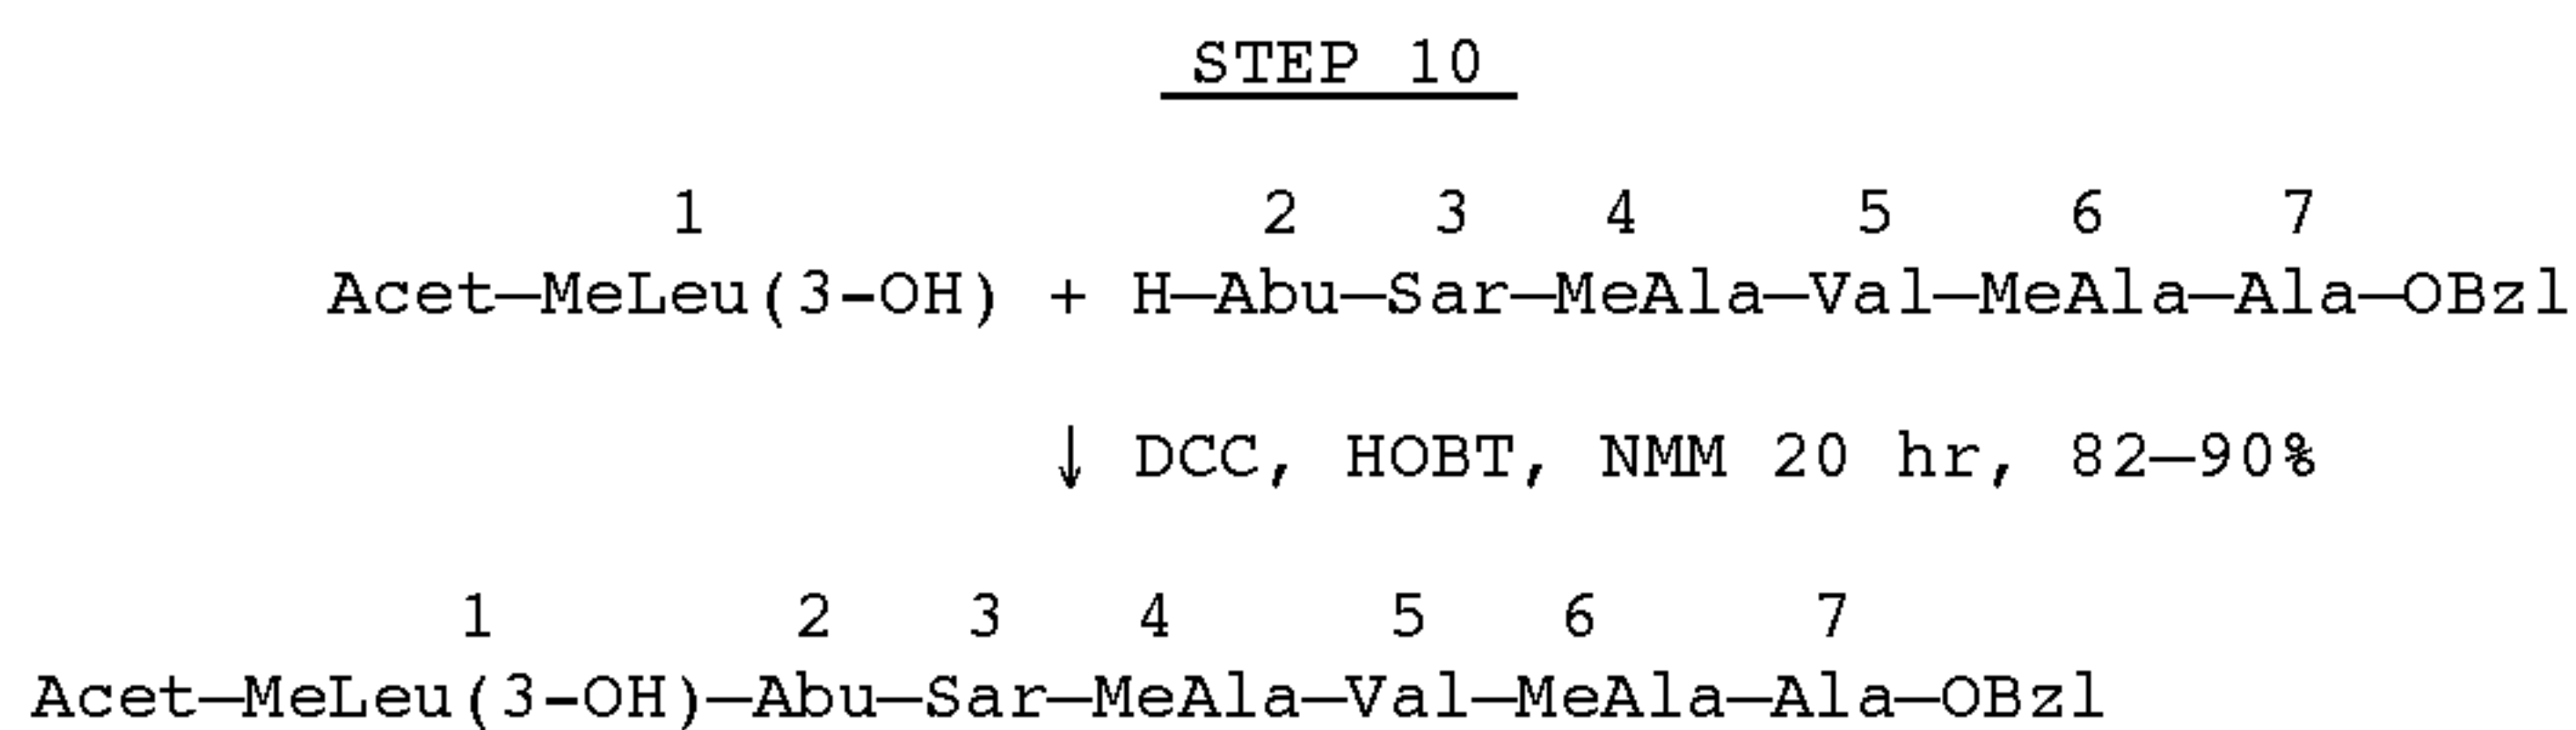 STEP 10
1 2 3 4 5 6 7
Acet—MeLeu(3-OH) + H—Abu—Sar—MeAla—Val—MeAla—Ala—OBzl
↓ DCC, HOBT, NMM 20 hr, 82—90%
1 2 3 4 5 6 7
Acet—MeLeu(3-OH)—Abu—Sar—MeAla—Val—MeAla—Ala—OBzl